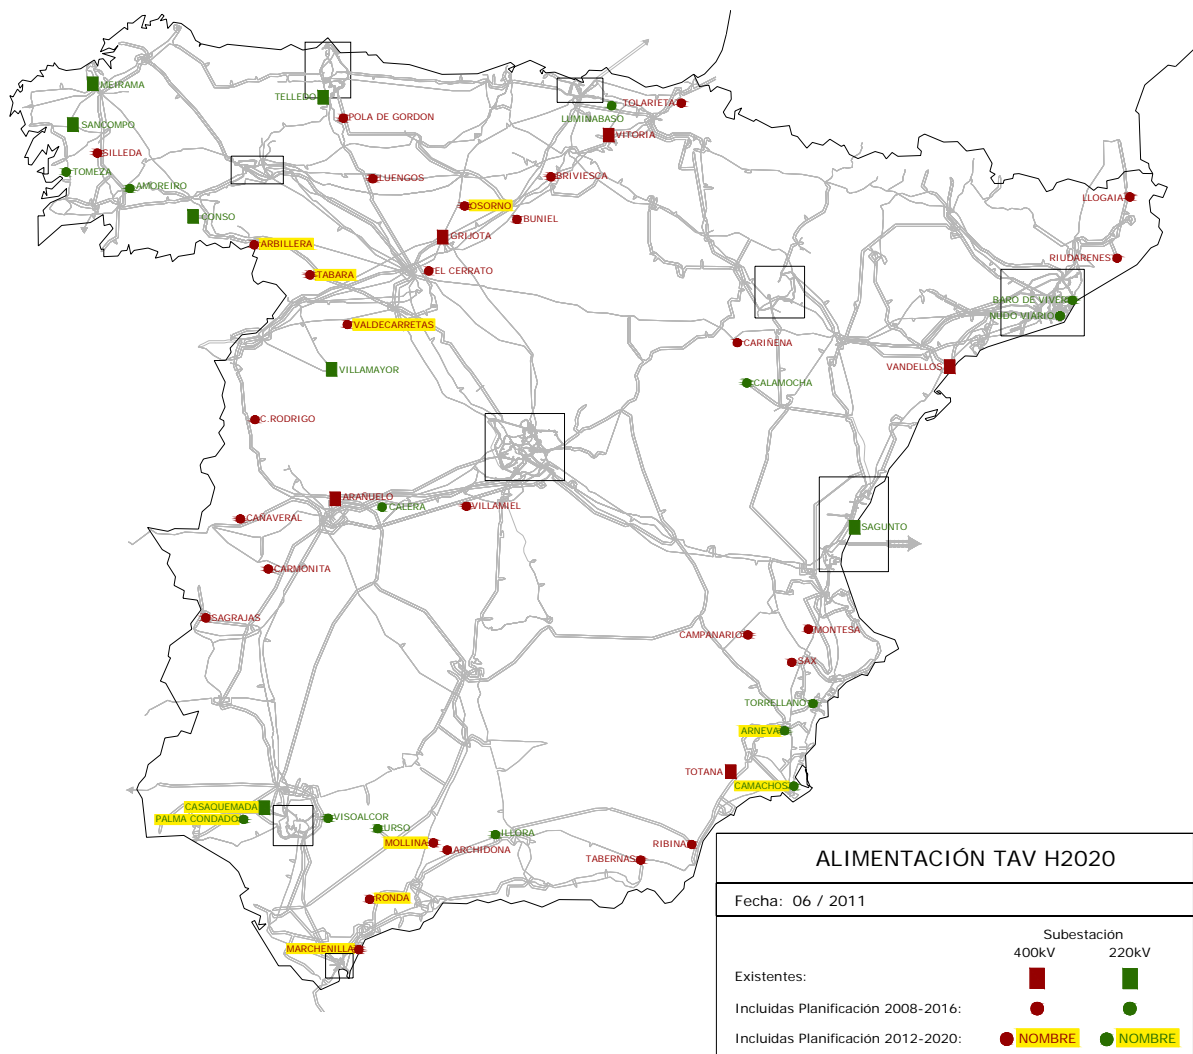 MEIRAMA
TELLEDO
TOLARIETA
POLA DE GORDON
LUMINABASO
SANCOMPO
VITORIA
SILLEDA
TOMEZA
LUENGOS
BRIVIESCA
AMOREIRO
LLOGAIA
OSORNO
CONSO
BUNIEL
GRIJOTA
ARBILLERA
RIUDARENES
EL CERRATO
TABARA
BARO DE VIVER
NUDO VIARIO
VALDECARRETAS
CARIÑENA
VILLAMAYOR
VANDELLOS
CALAMOCHA
C.RODRIGO
ARAÑUELO
CALERA
VILLAMIEL
CAÑAVERAL
SAGUNTO
CARMONITA
SAGRAJAS
MONTESA
CAMPANARIO
SAX
TORRELLANO
ARNEVA
TOTANA
CAMACHOS
CASAQUEMADA
PALMA CONDADO
VISOALCOR
URSO
ILLORA
MOLLINA
ARCHIDONA
RIBINA
TABERNAS
RONDA
MARCHENILLA
ALIMENTACIÓN TAV H2020
Fecha: 06 / 2011
Subestación
400kV 220kV
Existentes:
Incluidas Planificación 2008-2016:
Incluidas Planificación 2012-2020: NOMBRE NOMBRE